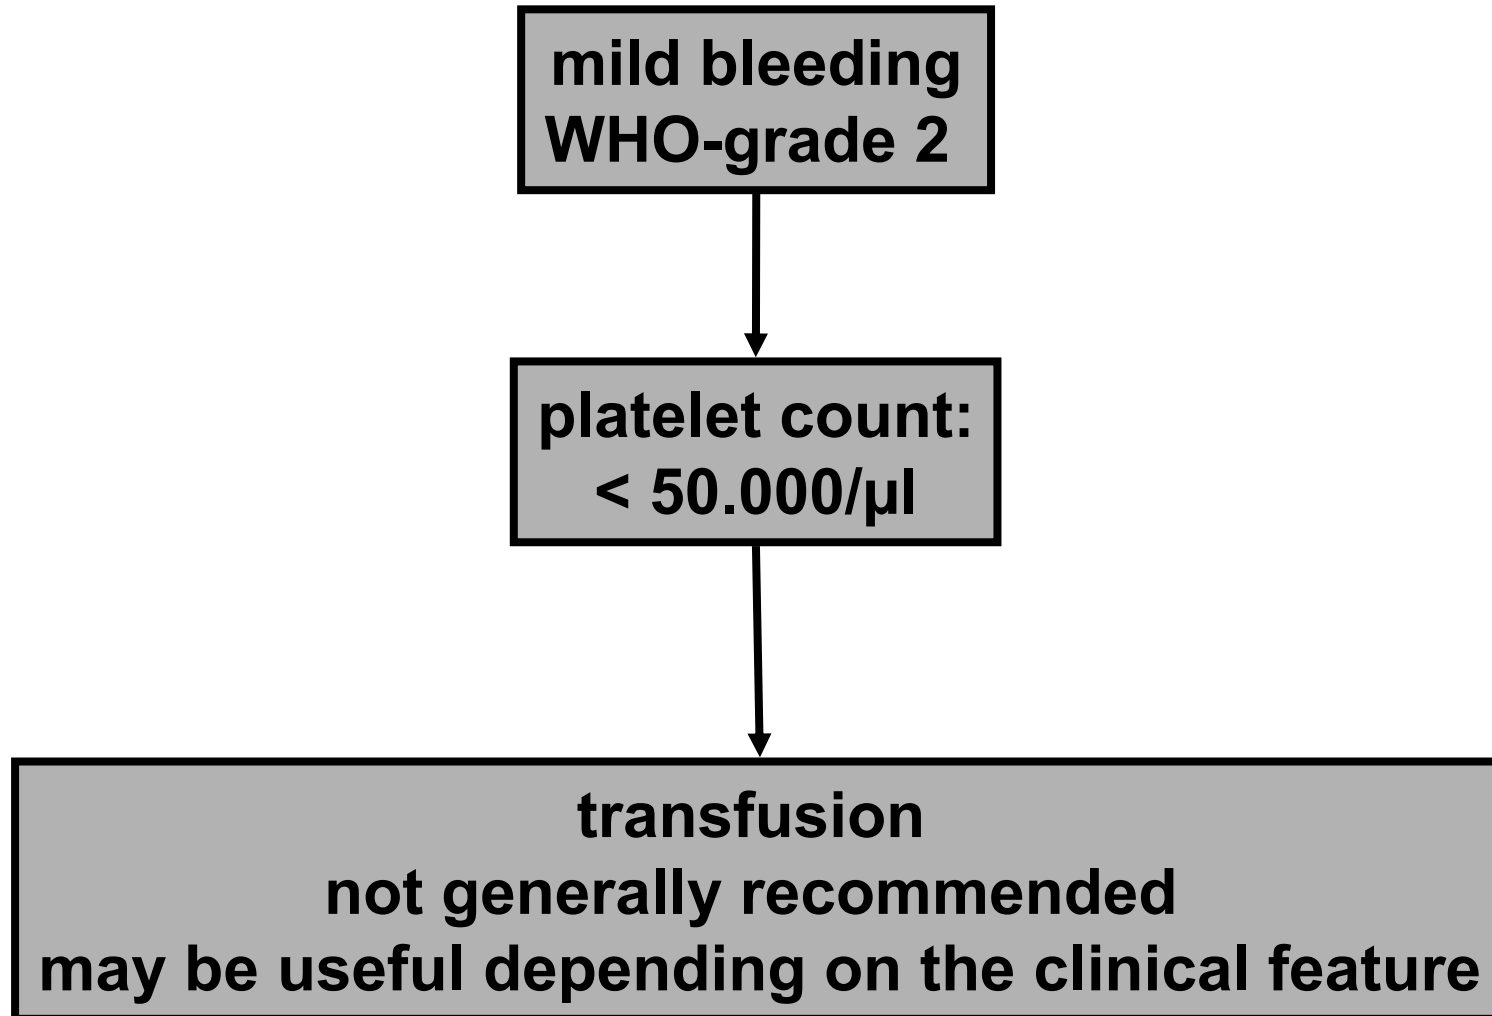 mild bleeding
WHO-grade 2
platelet count:
< 50.000/µl
transfusion
not generally recommended
may be useful depending on the clinical feature